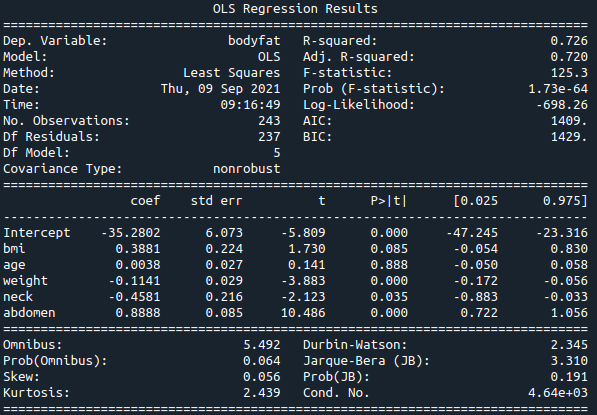 OLS Regression Results
==============================================================================
Dep. Variable:                bodyfat   R-squared:                       0.726
Model:                            OLS   Adj. R-squared:                  0.720
Method:                 Least Squares   F-statistic:                     125.3
Date:                Thu, 09 Sep 2021   Prob (F-statistic):           1.73e-64
Time:                        09:16:49   Log-Likelihood:                -698.26
No. Observations:                 243   AIC:                             1409.
Df Residuals:                     237   BIC:                             1429.
Df Model:                           5
Covariance Type:            nonrobust
==============================================================================
                 coef    std err          t      P>|t|      [0.025      0.975]
------------------------------------------------------------------------------
Intercept    -35.2802      6.073     -5.809      0.000     -47.245     -23.316
bmi            0.3881      0.224      1.730      0.085      -0.054       0.830
age            0.0038      0.027      0.141      0.888      -0.050       0.058
weight        -0.1141      0.029     -3.883      0.000      -0.172      -0.056
neck          -0.4581      0.216     -2.123      0.035      -0.883      -0.033
abdomen        0.8888      0.085     10.486      0.000       0.722       1.056
==============================================================================
Omnibus:                        5.492   Durbin-Watson:                   2.345
Prob(Omnibus):                  0.064   Jarque-Bera (JB):                3.310
Skew:                           0.056   Prob(JB):                        0.191
Kurtosis:                       2.439   Cond. No.                     4.64e+03
==============================================================================